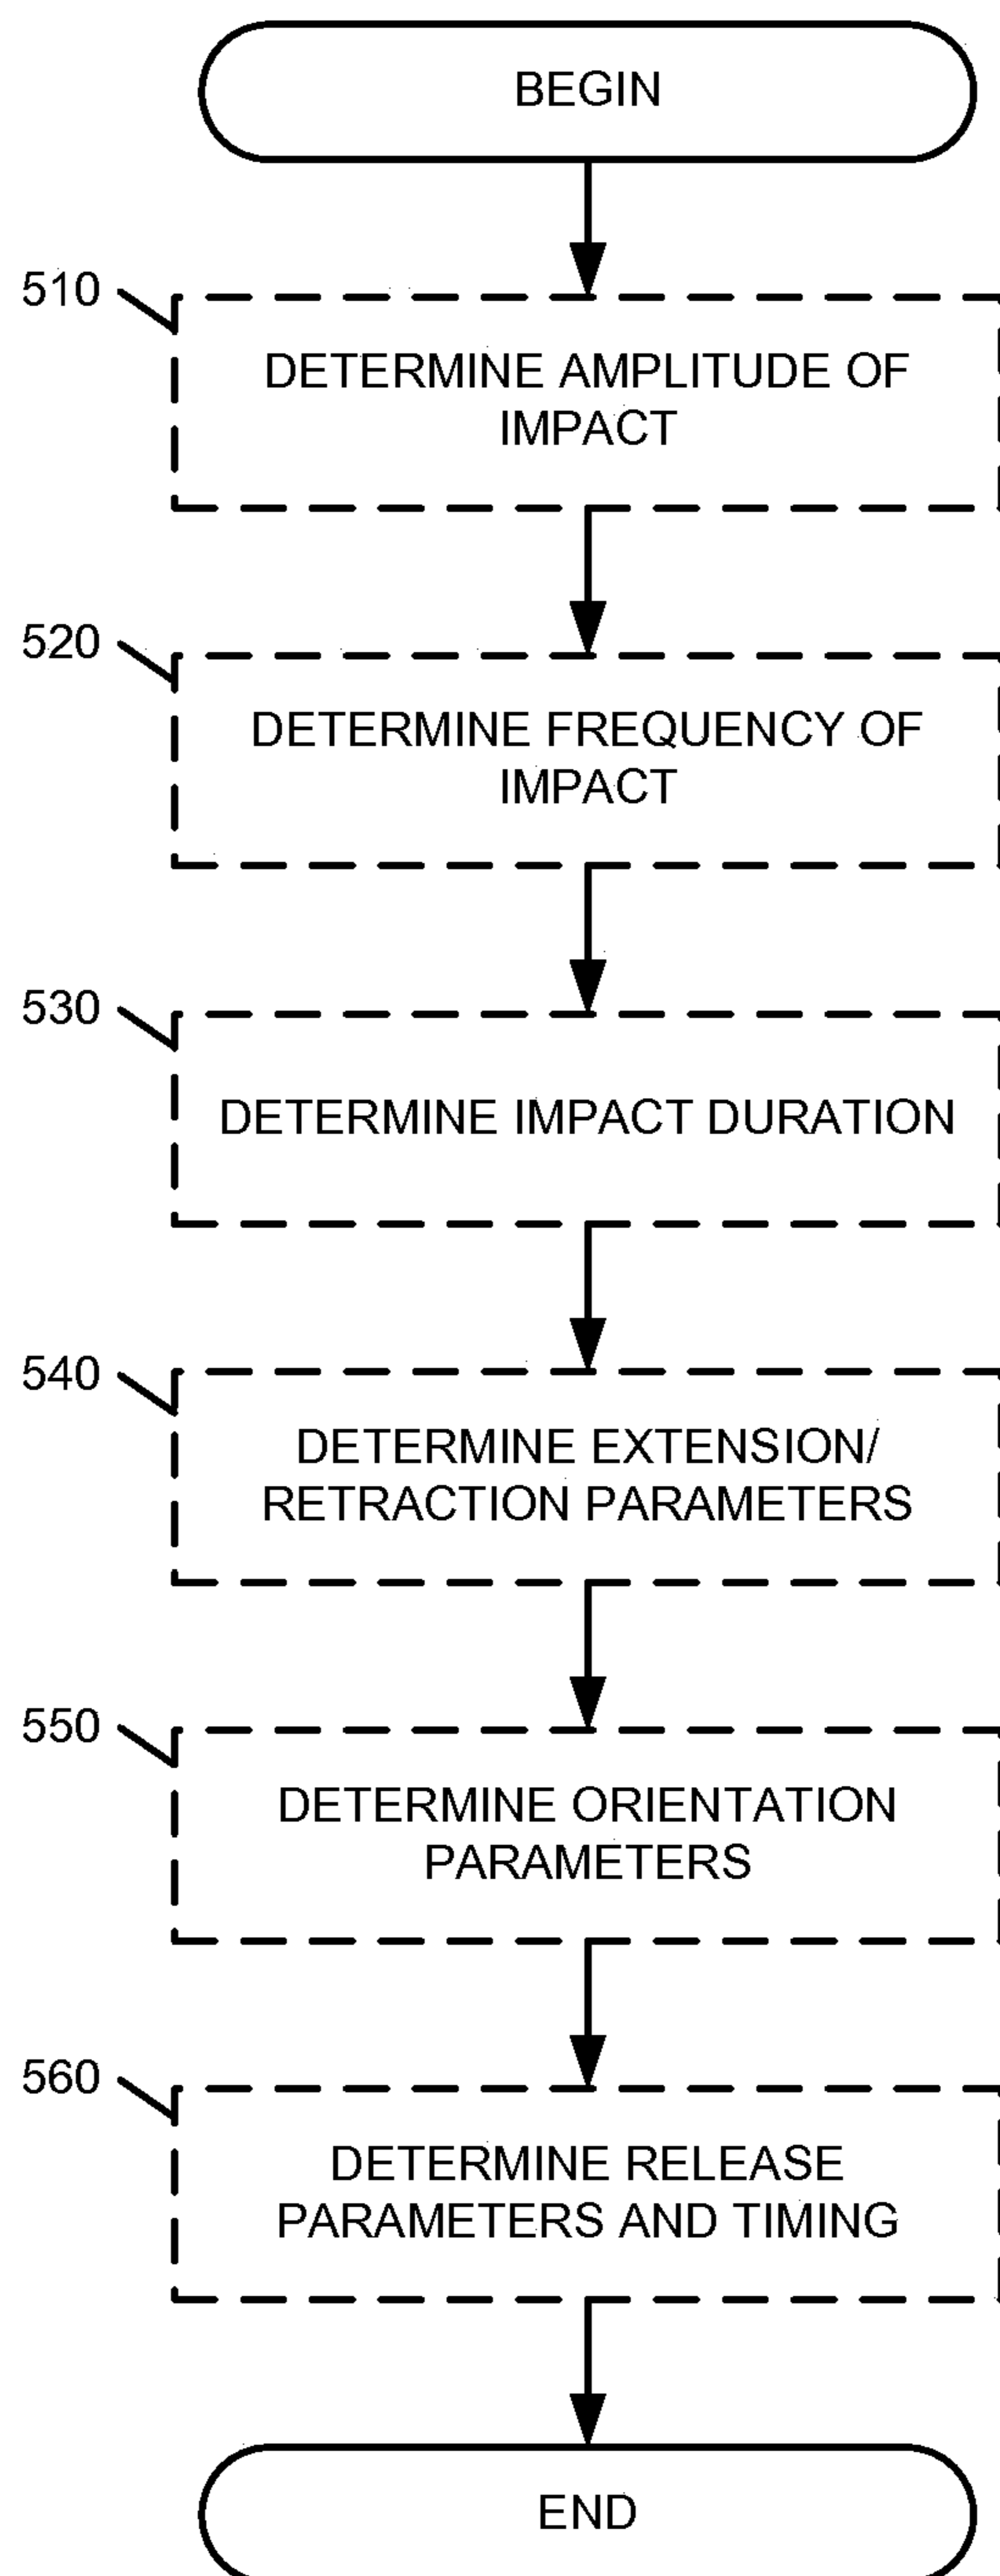 BEGIN
510
DETERMINE AMPLITUDE OF
IMPACT
520
DETERMINE FREQUENCY OF
IMPACT
530
DETERMINE IMPACT DURATION
540
DETERMINE EXTENSION/
RETRACTION PARAMETERS
550
DETERMINE ORIENTATION
PARAMETERS
560
DETERMINE RELEASE
PARAMETERS AND TIMING
END